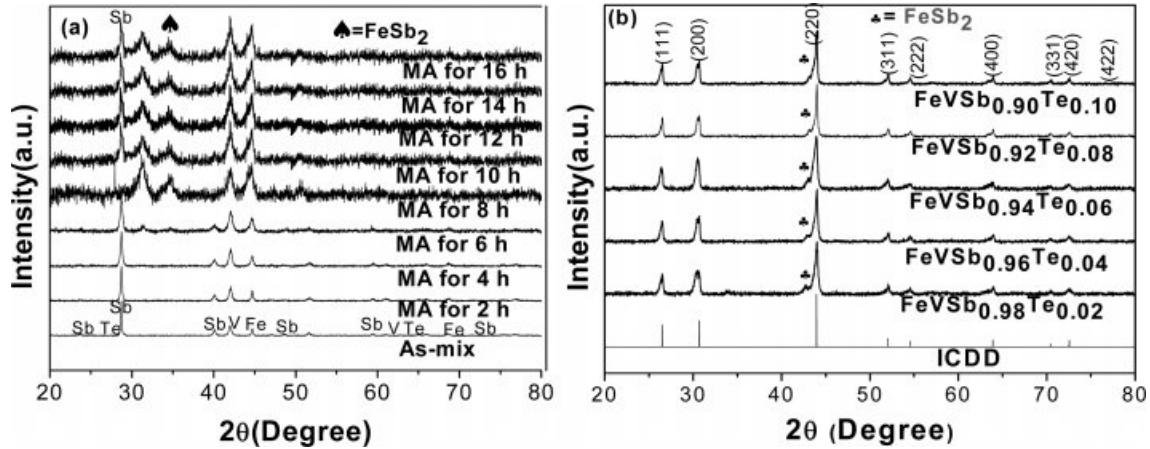 (a)
Sb
♠
♠=FeSb2
MA for 16 h
MA for 14 h
MA for 12 h
MA for 10 h
MA for 8 h
MA for 6 h
MA for 4 h
MA for 2 h
Sb
Sb Te Sb V Fe Sb Sb V Te Fe Sb
As-mix
20 30 40 50 60 70 80
2θ(Degree)
Intensity(a.u.)
(b)
♣= FeSb2
(111) (200) (220) (311) (222) (400) (331) (420) (422)
♣
FeVSb0.90Te0.10
♣
FeVSb0.92Te0.08
♣
FeVSb0.94Te0.06
♣
FeVSb0.96Te0.04
♣
FeVSb0.98Te0.02
ICDD
20 30 40 50 60 70 80
2θ (Degree)
Intensity(a.u.)